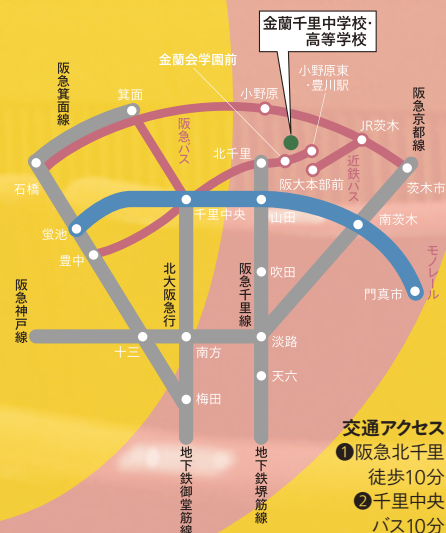 金蘭千里中学校・
高等学校
金蘭会学園前
小野原東
・豊川駅
阪急箕面線
箕面
小野原
阪急京都線
阪急バス
JR茨木
北千里
近鉄バス
石橋
阪大本部前
茨木市
千里中央
山田
南茨木
蛍池
豊中
モノレール
北大阪急行
阪急千里線
吹田
阪急神戸線
門真市
十三
南方
淡路
天六
梅田
地下鉄御堂筋線
地下鉄堺筋線
交通アクセス
❶阪急北千里
徒歩10分
❷千里中央
バス10分